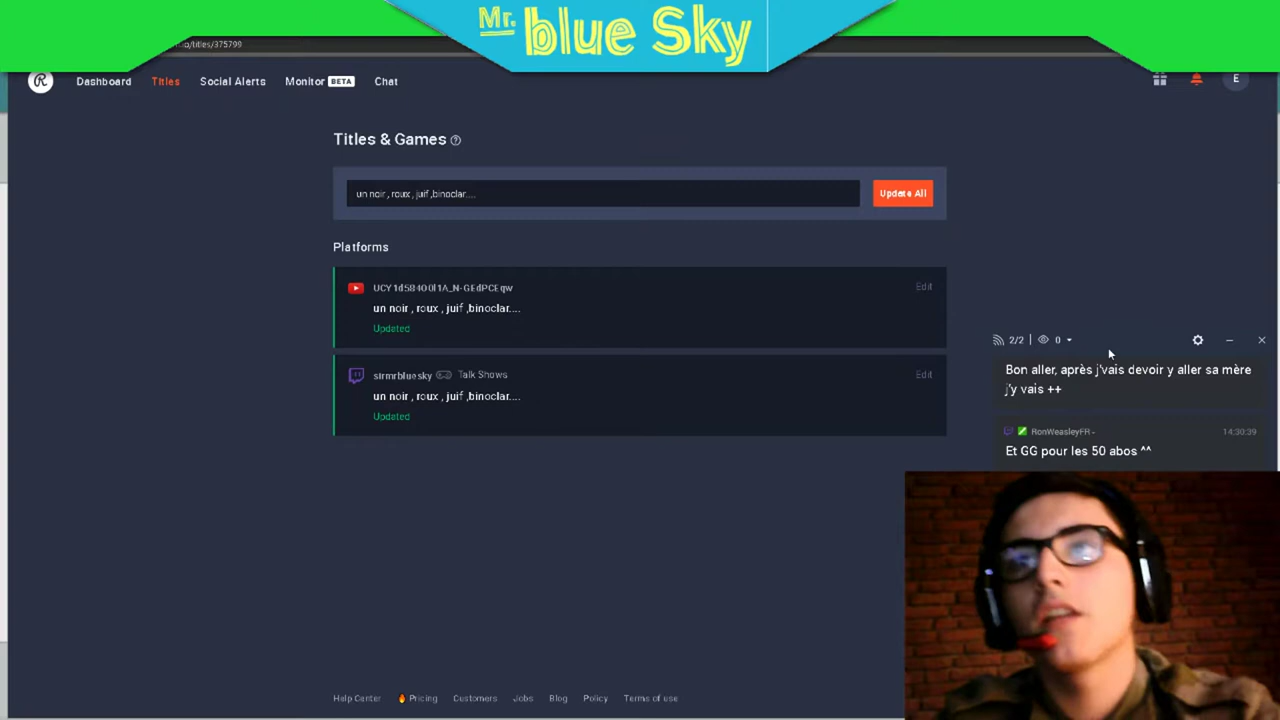 Mr.
blue Sky
/titles/375799
Dashboard Titles Social Alerts Monitor BETA Chat E
Titles & Games ?
un noir , roux , juif ,binoclar.... Update All
Platforms
UCY1d58400l1A_N-GEdPCEqw Edit
un noir , roux , juif ,binoclar....
Updated
sirmrbluesky Talk Shows Edit
un noir , roux , juif ,binoclar....
Updated
2/2 0
Bon aller, après j'vais devoir y aller sa mère
j'y vais ++
RonWeasleyFR - 14:30:39
Et GG pour les 50 abos ^^
Help Center Pricing Customers Jobs Blog Policy Terms of use